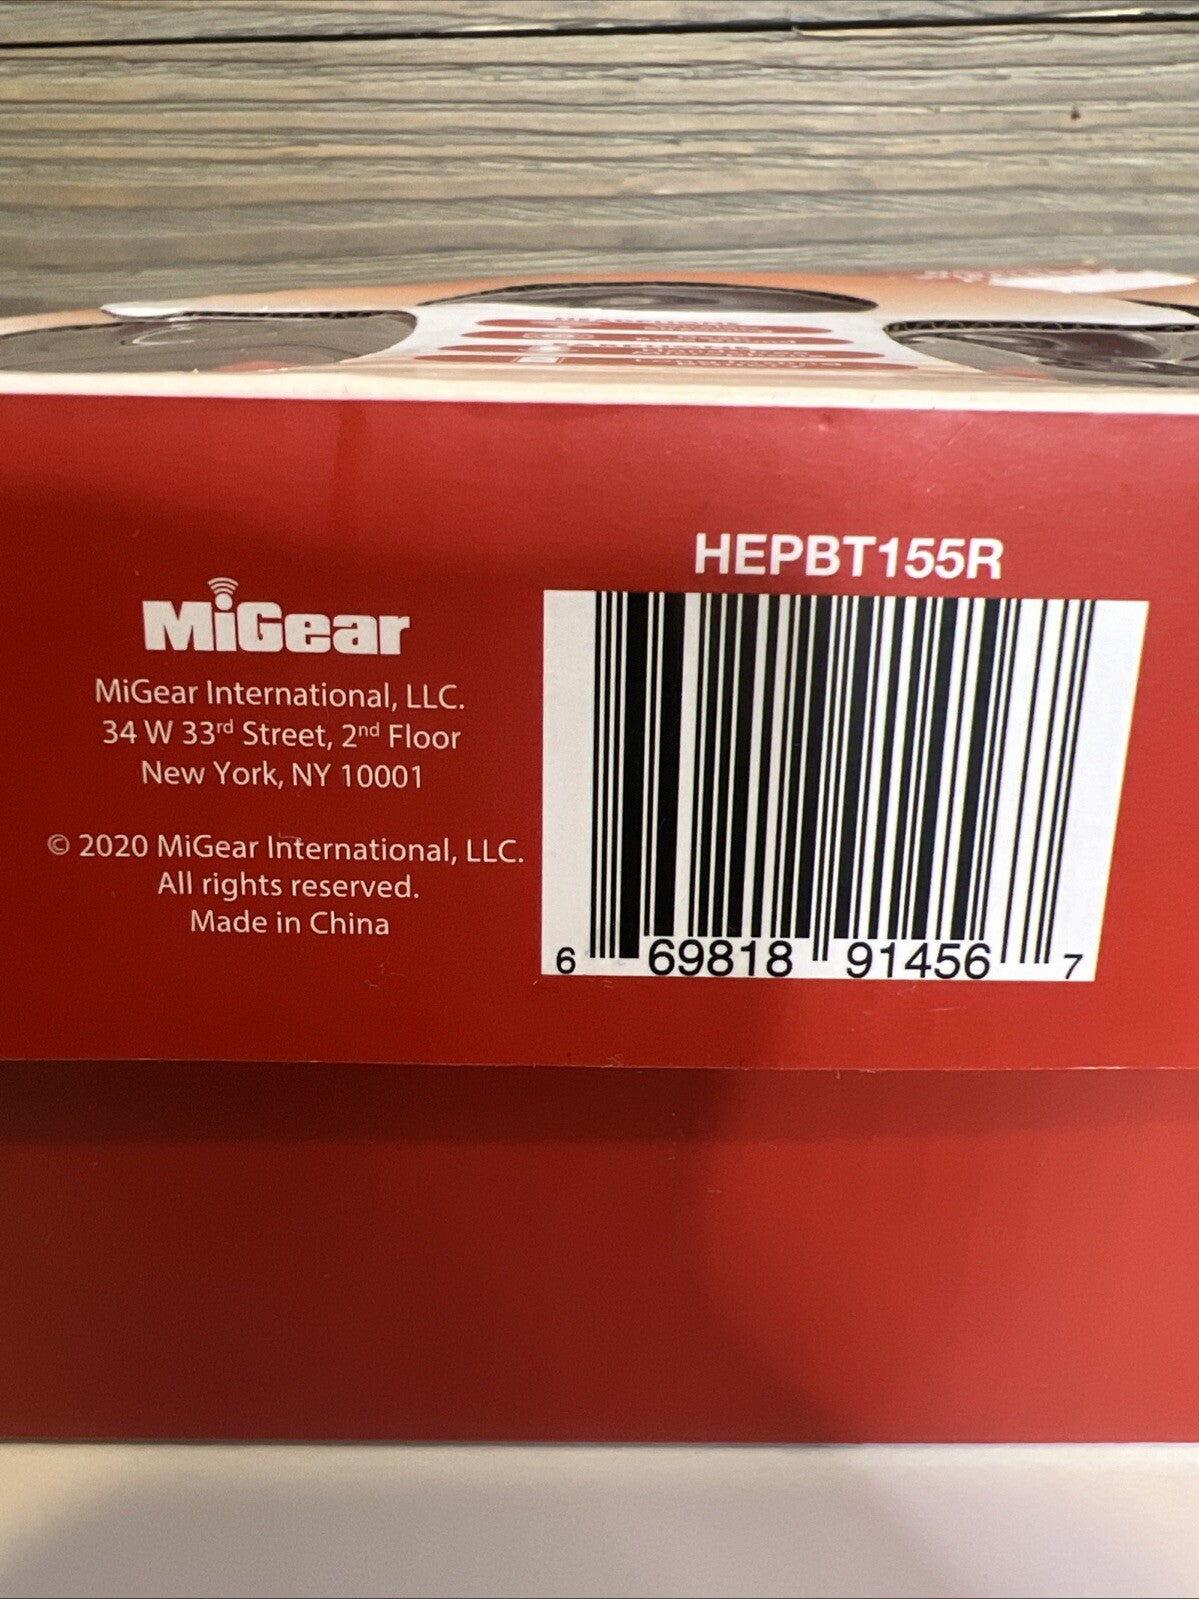 MiGear
MiGear International, LLC.
34 W 33rd Street, 2nd Floor
New York, NY 10001
© 2020 MiGear International, LLC.
All rights reserved.
Made in China
HEPBT155R
6 69818 91456 7